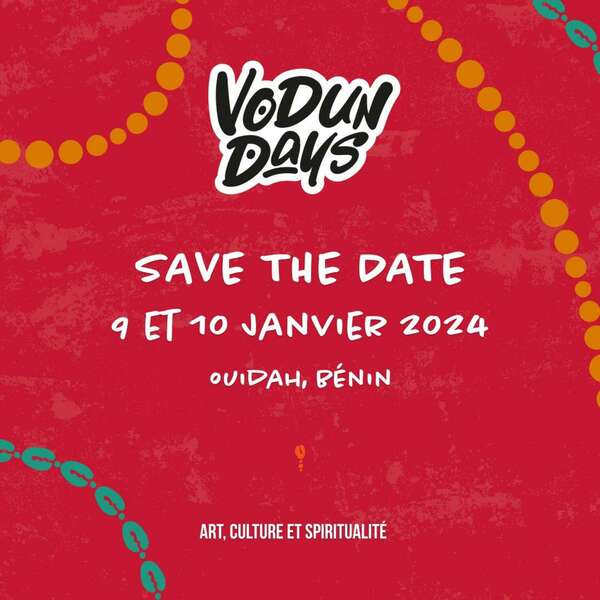 VODUN
DAYS
SAVE THE DATE
9 ET 10 JANVIER 2024
OUIDAH, BÉNIN
ART, CULTURE ET SPIRITUALITÉ